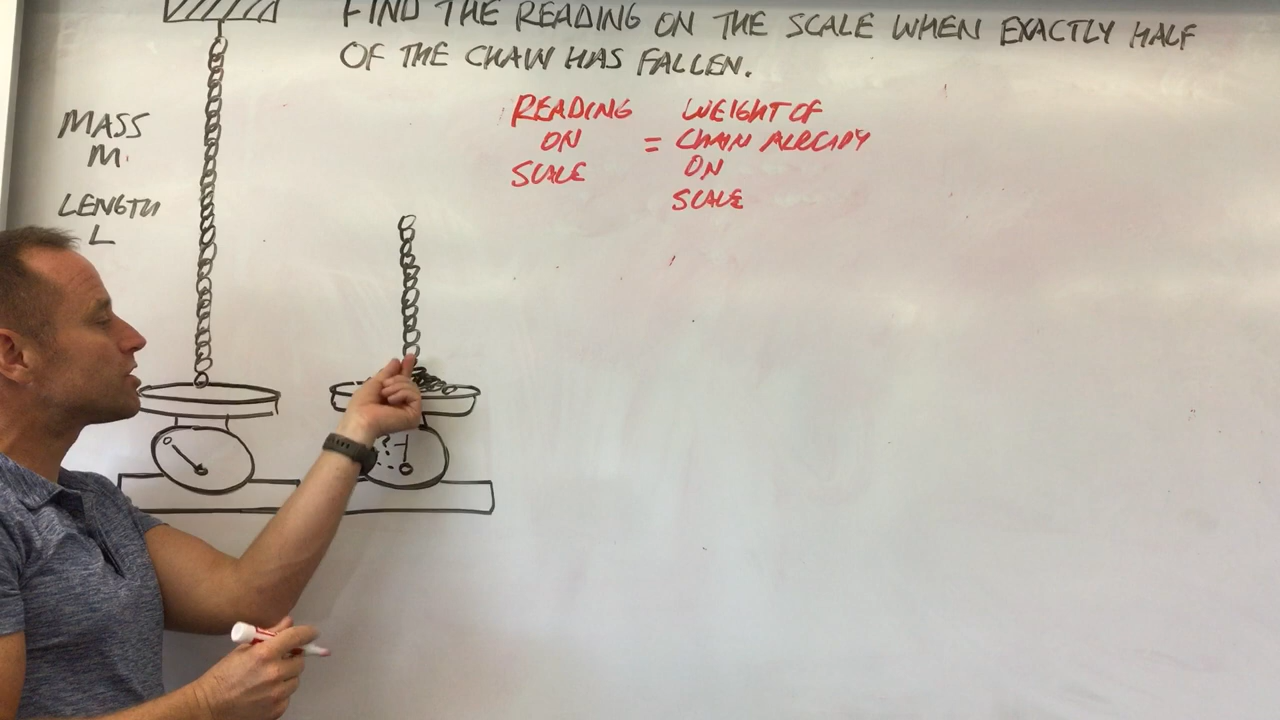 FIND THE READING ON THE SCALE WHEN EXACTLY HALF
OF THE CHAIN HAS FALLEN.
MASS
M
LENGTH
L
READING
ON
SCALE
=
WEIGHT OF
CHAIN ALREADY
ON
SCALE